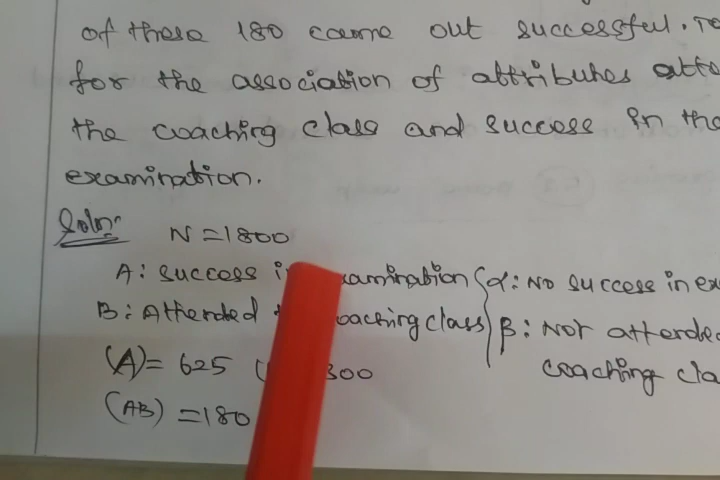 of these 180 came out successful.
for the association of attributes
the coaching class and success in the
examination.
Soln:- N = 1800
A: success i amination { α: No success in ex
B: Attended oaching class β: Not attende
(A) = 625 300 coaching cla
(AB) = 180